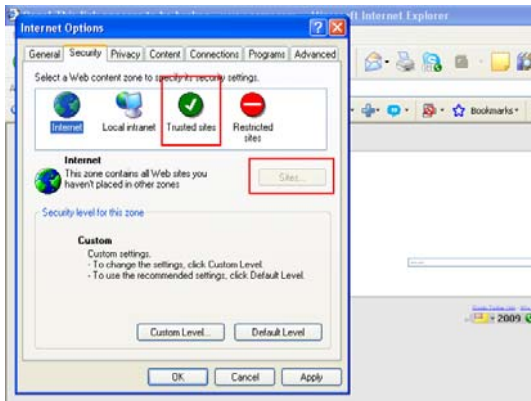 Microsoft Internet Explorer
Internet Options
General Security Privacy Content Connections Programs Advanced
Select a Web content zone to specify its security settings.
Internet
Local intranet
Trusted sites
Restricted sites
Internet
This zone contains all Web sites you
haven't placed in other zones
Sites...
Security level for this zone
Custom
Custom settings.
- To change the settings, click Custom Level.
- To use the recommended settings, click Default Level.
Custom Level...
Default Level
OK
Cancel
Apply
Bookmarks
2009